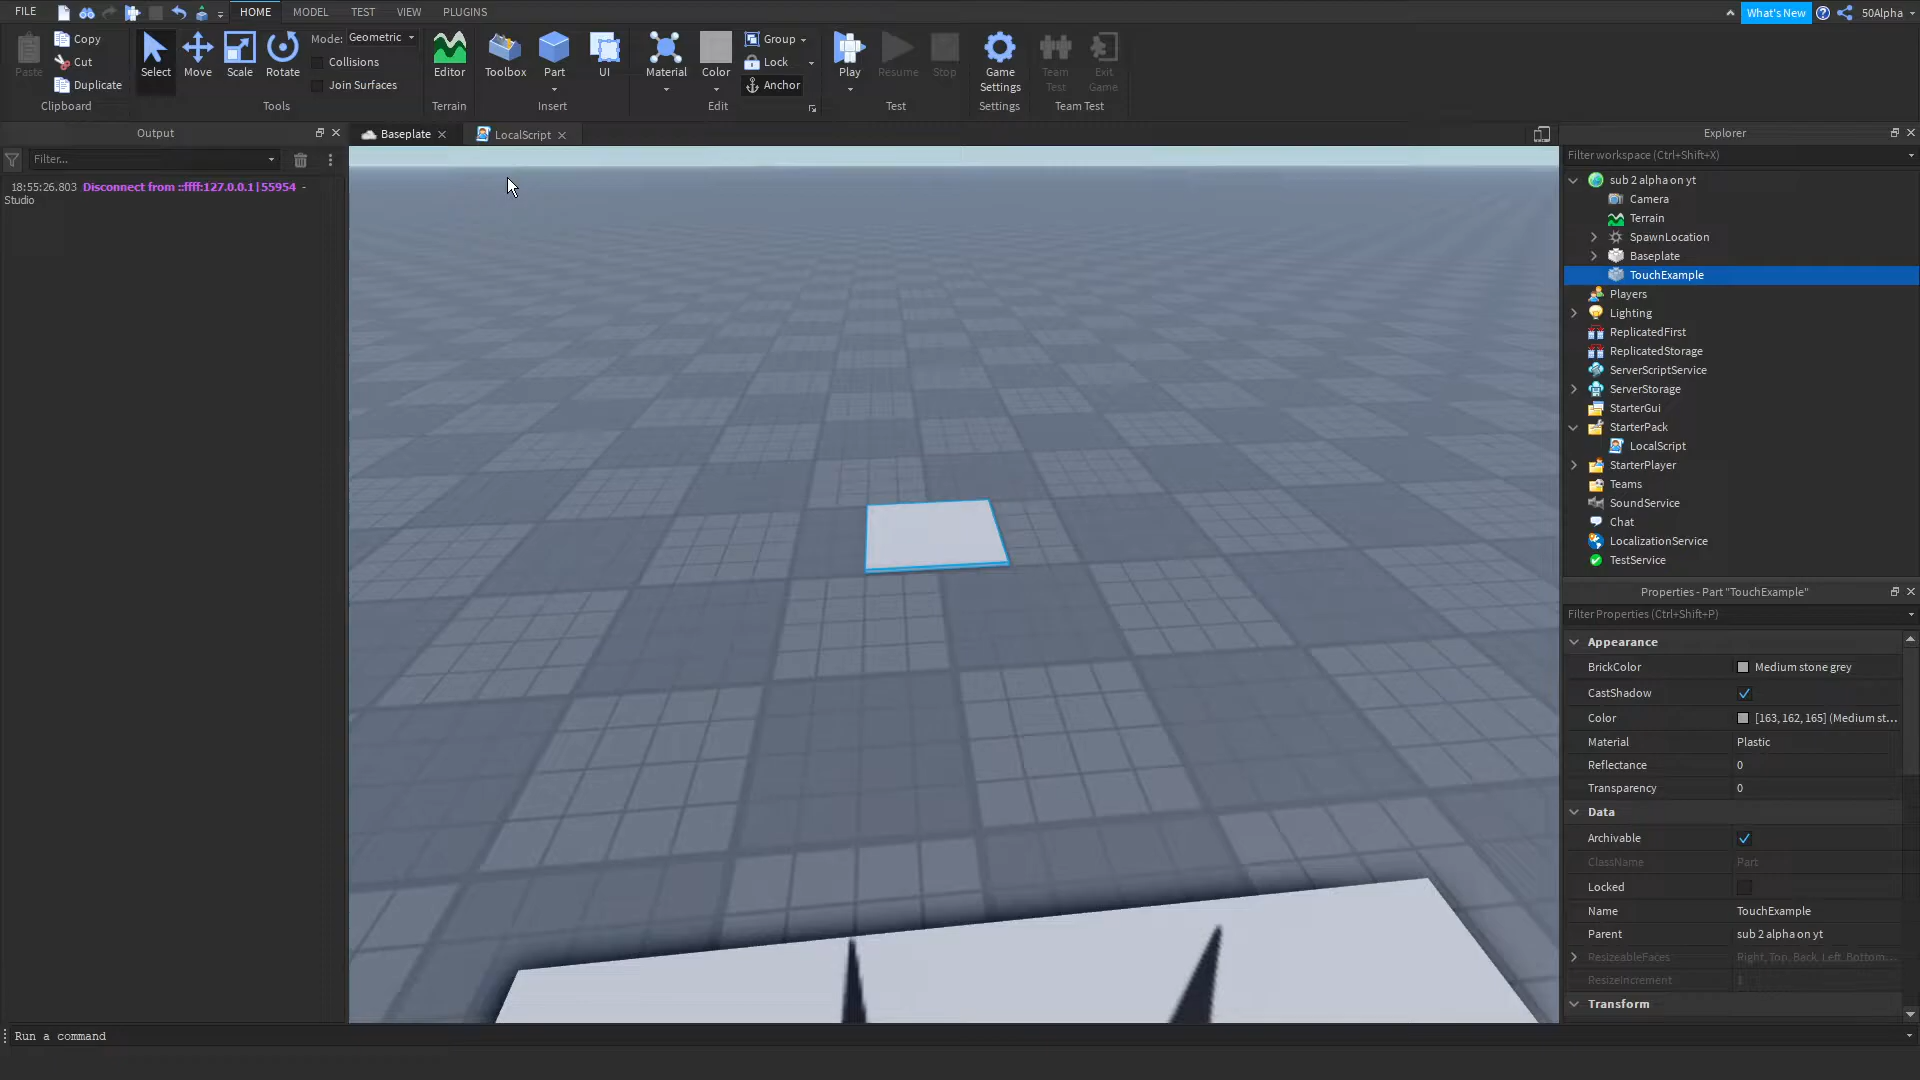 FILE
HOME
MODEL
TEST
VIEW
PLUGINS
What's New
50Alpha
Paste
Copy
Cut
Duplicate
Clipboard
Select
Move
Scale
Rotate
Mode: Geometric
Collisions
Join Surfaces
Tools
Editor
Terrain
Toolbox
Part
UI
Insert
Material
Color
Group
Lock
Anchor
Edit
Play
Resume
Stop
Test
Game
Settings
Settings
Team
Test
Exit
Game
Team Test
Output
Filter...
18:55:26.803 Disconnect from ::ffff:127.0.0.1|55954 -
Studio
Baseplate
LocalScript
Explorer
Filter workspace (Ctrl+Shift+X)
sub 2 alpha on yt
Camera
Terrain
SpawnLocation
Baseplate
TouchExample
Players
Lighting
ReplicatedFirst
ReplicatedStorage
ServerScriptService
ServerStorage
StarterGui
StarterPack
LocalScript
StarterPlayer
Teams
SoundService
Chat
LocalizationService
TestService
Properties - Part "TouchExample"
Filter Properties (Ctrl+Shift+P)
Appearance
BrickColor Medium stone grey
CastShadow
Color [163, 162, 165] (Medium st...
Material Plastic
Reflectance 0
Transparency 0
Data
Archivable
ClassName Part
Locked
Name TouchExample
Parent sub 2 alpha on yt
ResizeableFaces Right, Top, Back, Left, Bottom...
ResizeIncrement 1
Transform
Run a command